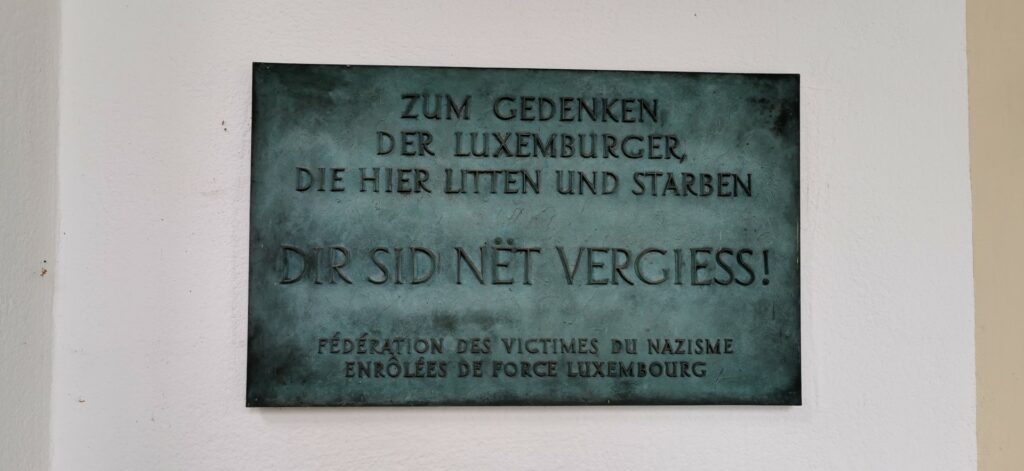 ZUM GEDENKEN
DER LUXEMBURGER,
DIE HIER LITTEN UND STARBEN
DIR SID NËT VERGIESS!
FÉDÉRATION DES VICTIMES DU NAZISME
ENRÔLÉES DE FORCE LUXEMBOURG